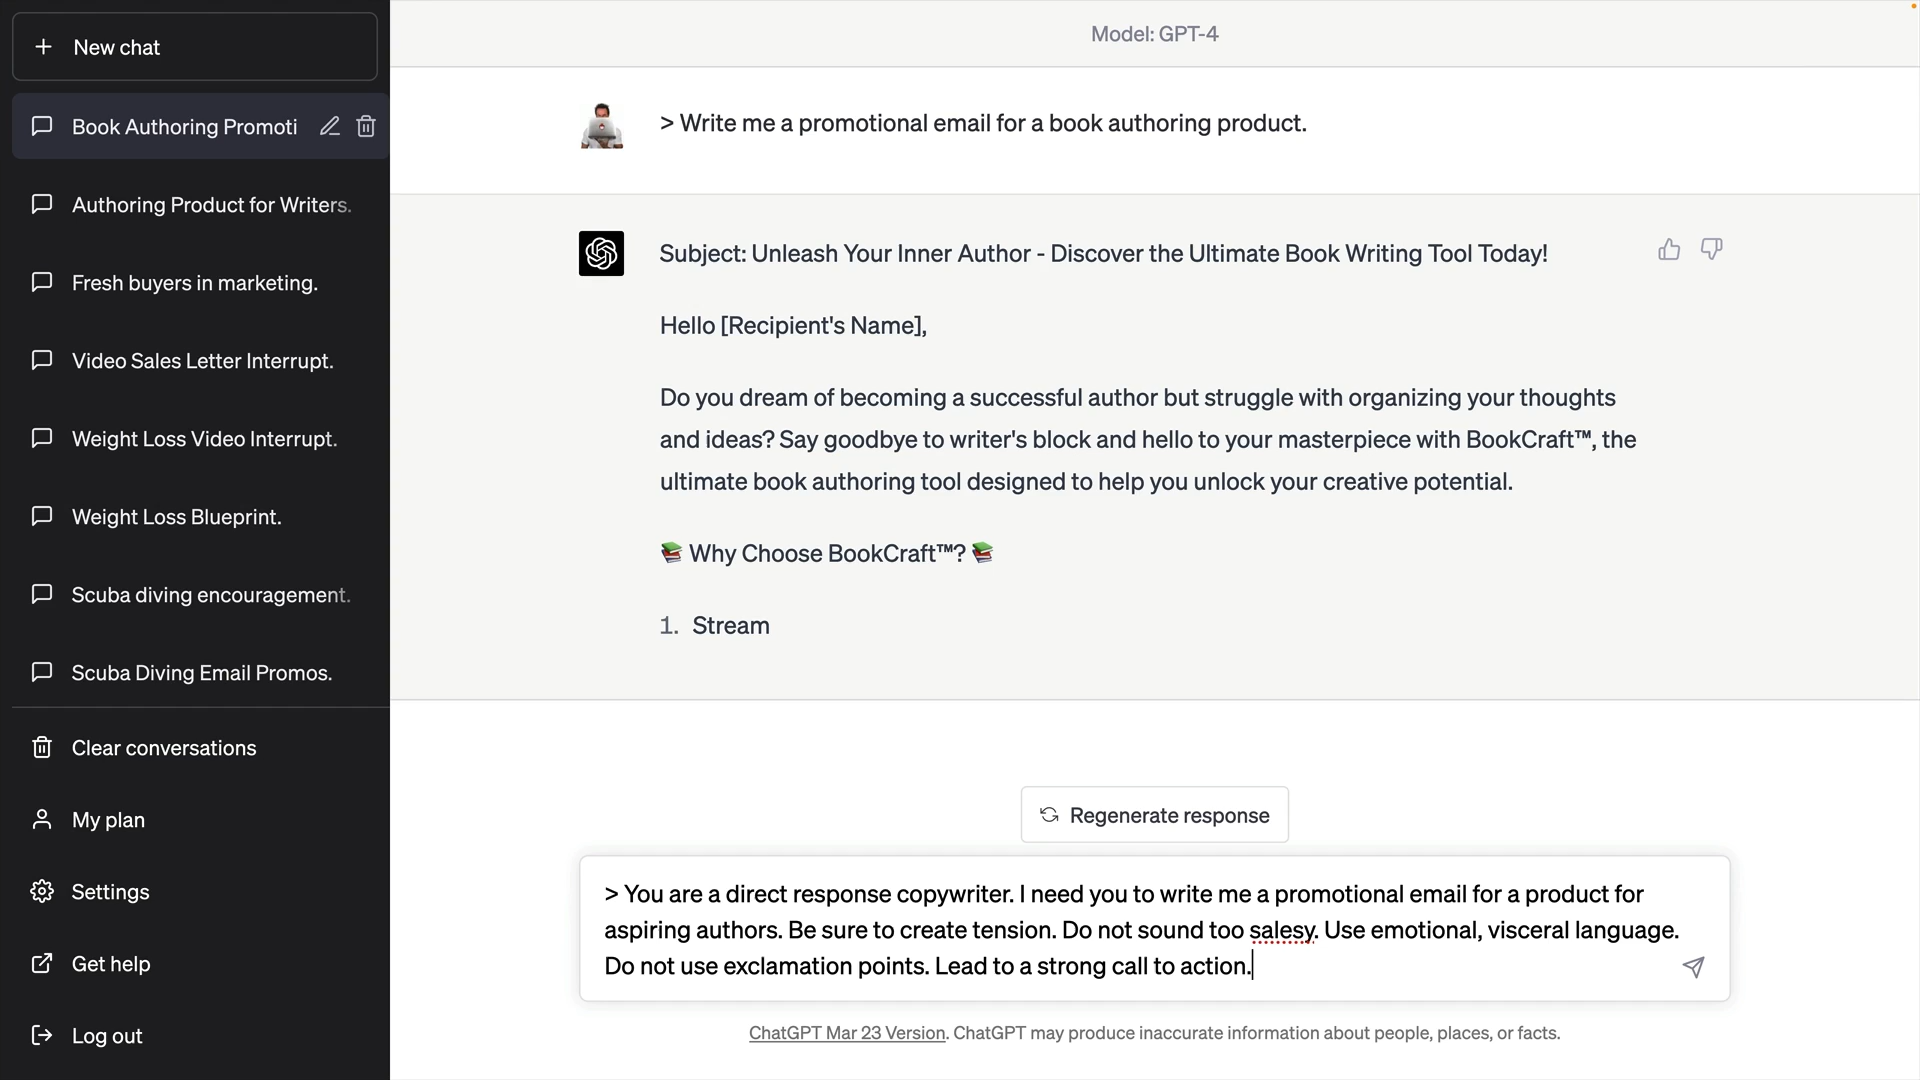 New chat
Book Authoring Promoti
Authoring Product for Writers.
Fresh buyers in marketing.
Video Sales Letter Interrupt.
Weight Loss Video Interrupt.
Weight Loss Blueprint.
Scuba diving encouragement.
Scuba Diving Email Promos.
Clear conversations
My plan
Settings
Get help
Log out
Model: GPT-4
> Write me a promotional email for a book authoring product.
Subject: Unleash Your Inner Author - Discover the Ultimate Book Writing Tool Today!
Hello [Recipient's Name],
Do you dream of becoming a successful author but struggle with organizing your thoughts
and ideas? Say goodbye to writer's block and hello to your masterpiece with BookCraft™, the
ultimate book authoring tool designed to help you unlock your creative potential.
📚 Why Choose BookCraft™? 📚
1. Stream
Regenerate response
> You are a direct response copywriter. I need you to write me a promotional email for a product for
aspiring authors. Be sure to create tension. Do not sound too salesy. Use emotional, visceral language.
Do not use exclamation points. Lead to a strong call to action.
ChatGPT Mar 23 Version. ChatGPT may produce inaccurate information about people, places, or facts.